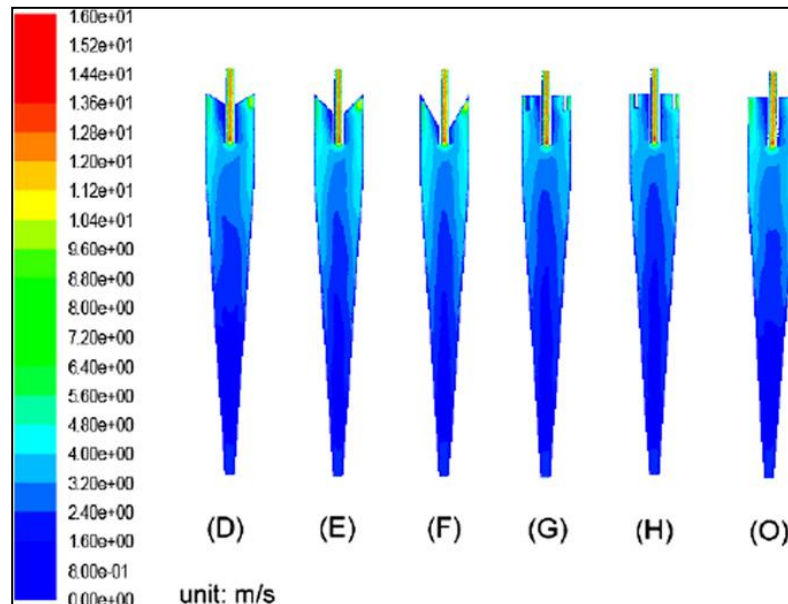 1.60e+01
1.52e+01
1.44e+01
1.36e+01
1.28e+01
1.20e+01
1.12e+01
1.04e+01
9.60e+00
8.80e+00
8.00e+00
7.20e+00
6.40e+00
5.60e+00
4.80e+00
4.00e+00
3.20e+00
2.40e+00
1.60e+00
8.00e-01
0.00e+00
(D) (E) (F) (G) (H) (O)
unit: m/s